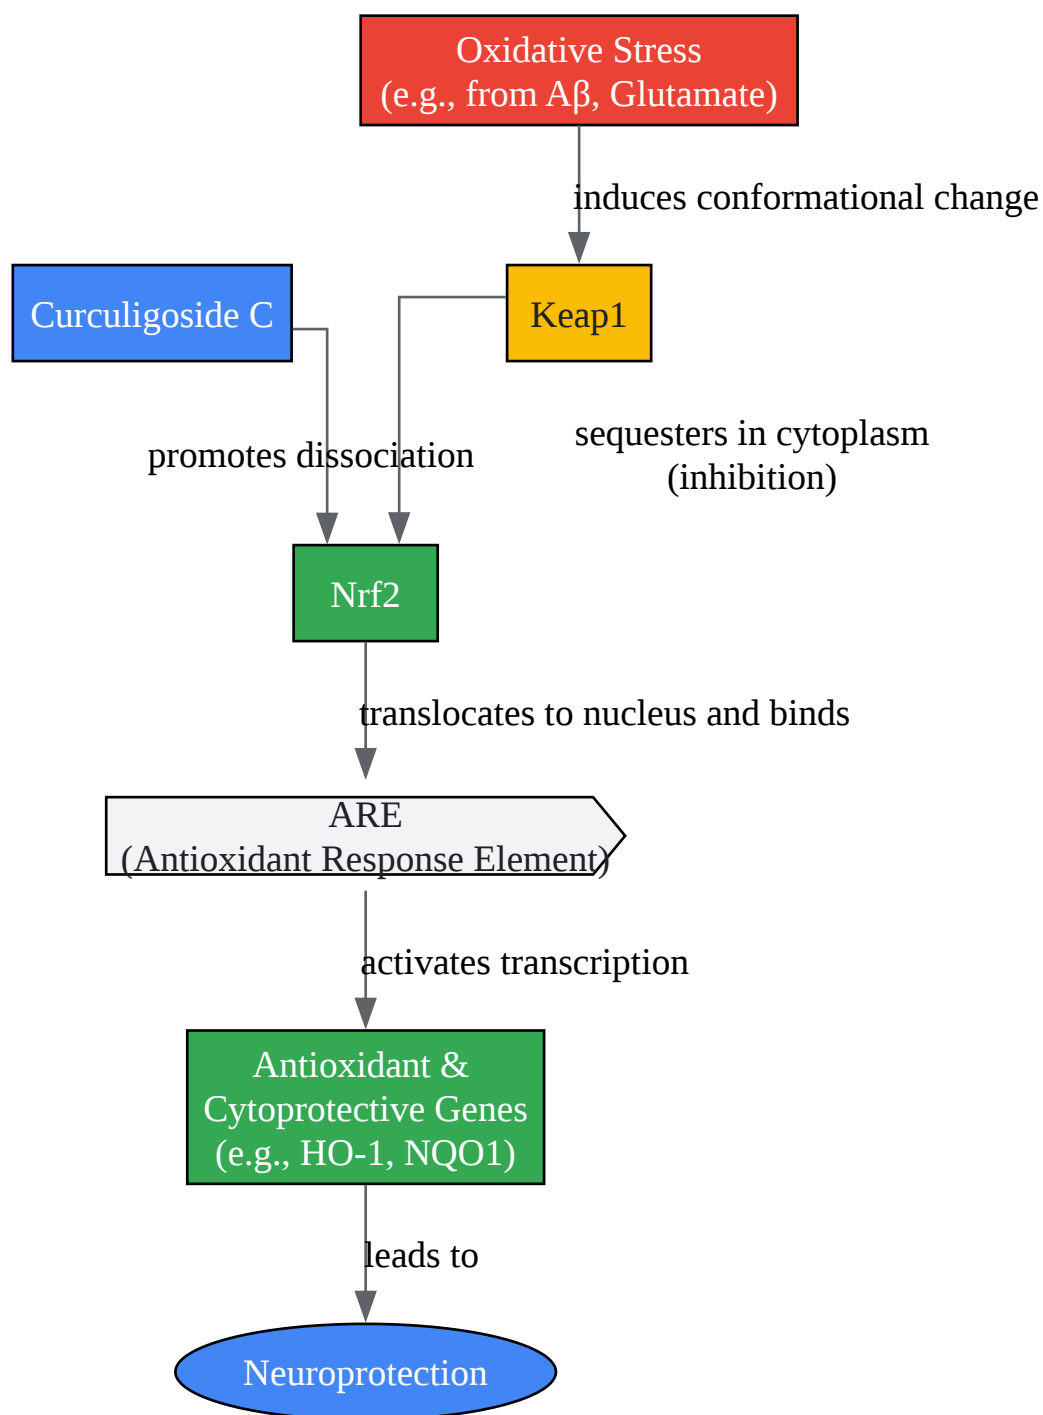 Oxidative Stress
(e.g., from Aβ, Glutamate)
induces conformational change
Curculigoside C
Keap1
promotes dissociation
sequesters in cytoplasm
(inhibition)
Nrf2
translocates to nucleus and binds
ARE
(Antioxidant Response Element)
activates transcription
Antioxidant &
Cytoprotective Genes
(e.g., HO-1, NQO1)
leads to
Neuroprotection